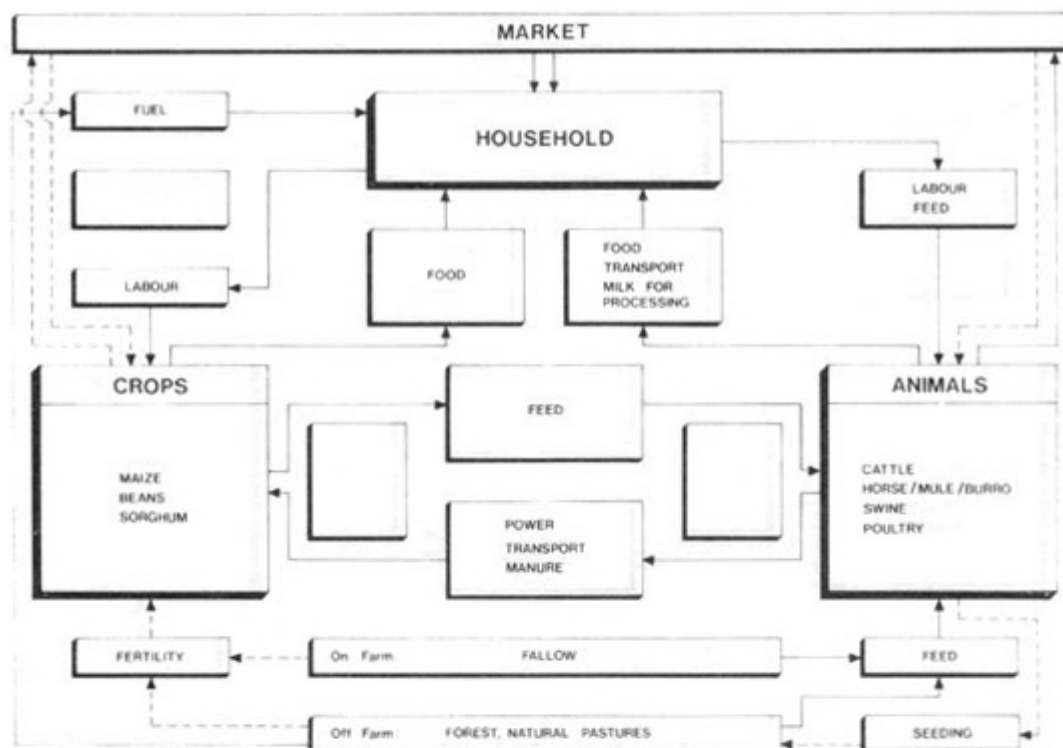 MARKET
FUEL
HOUSEHOLD
LABOUR
FEED
LABOUR
FOOD
FOOD
TRANSPORT
MILK FOR
PROCESSING
CROPS
MAIZE
BEANS
SORGHUM
FEED
POWER
TRANSPORT
MANURE
ANIMALS
CATTLE
HORSE/MULE/BURRO
SWINE
POULTRY
FERTILITY
On Farm: FALLOW
FEED
Off Farm: FOREST, NATURAL PASTURES
SEEDING